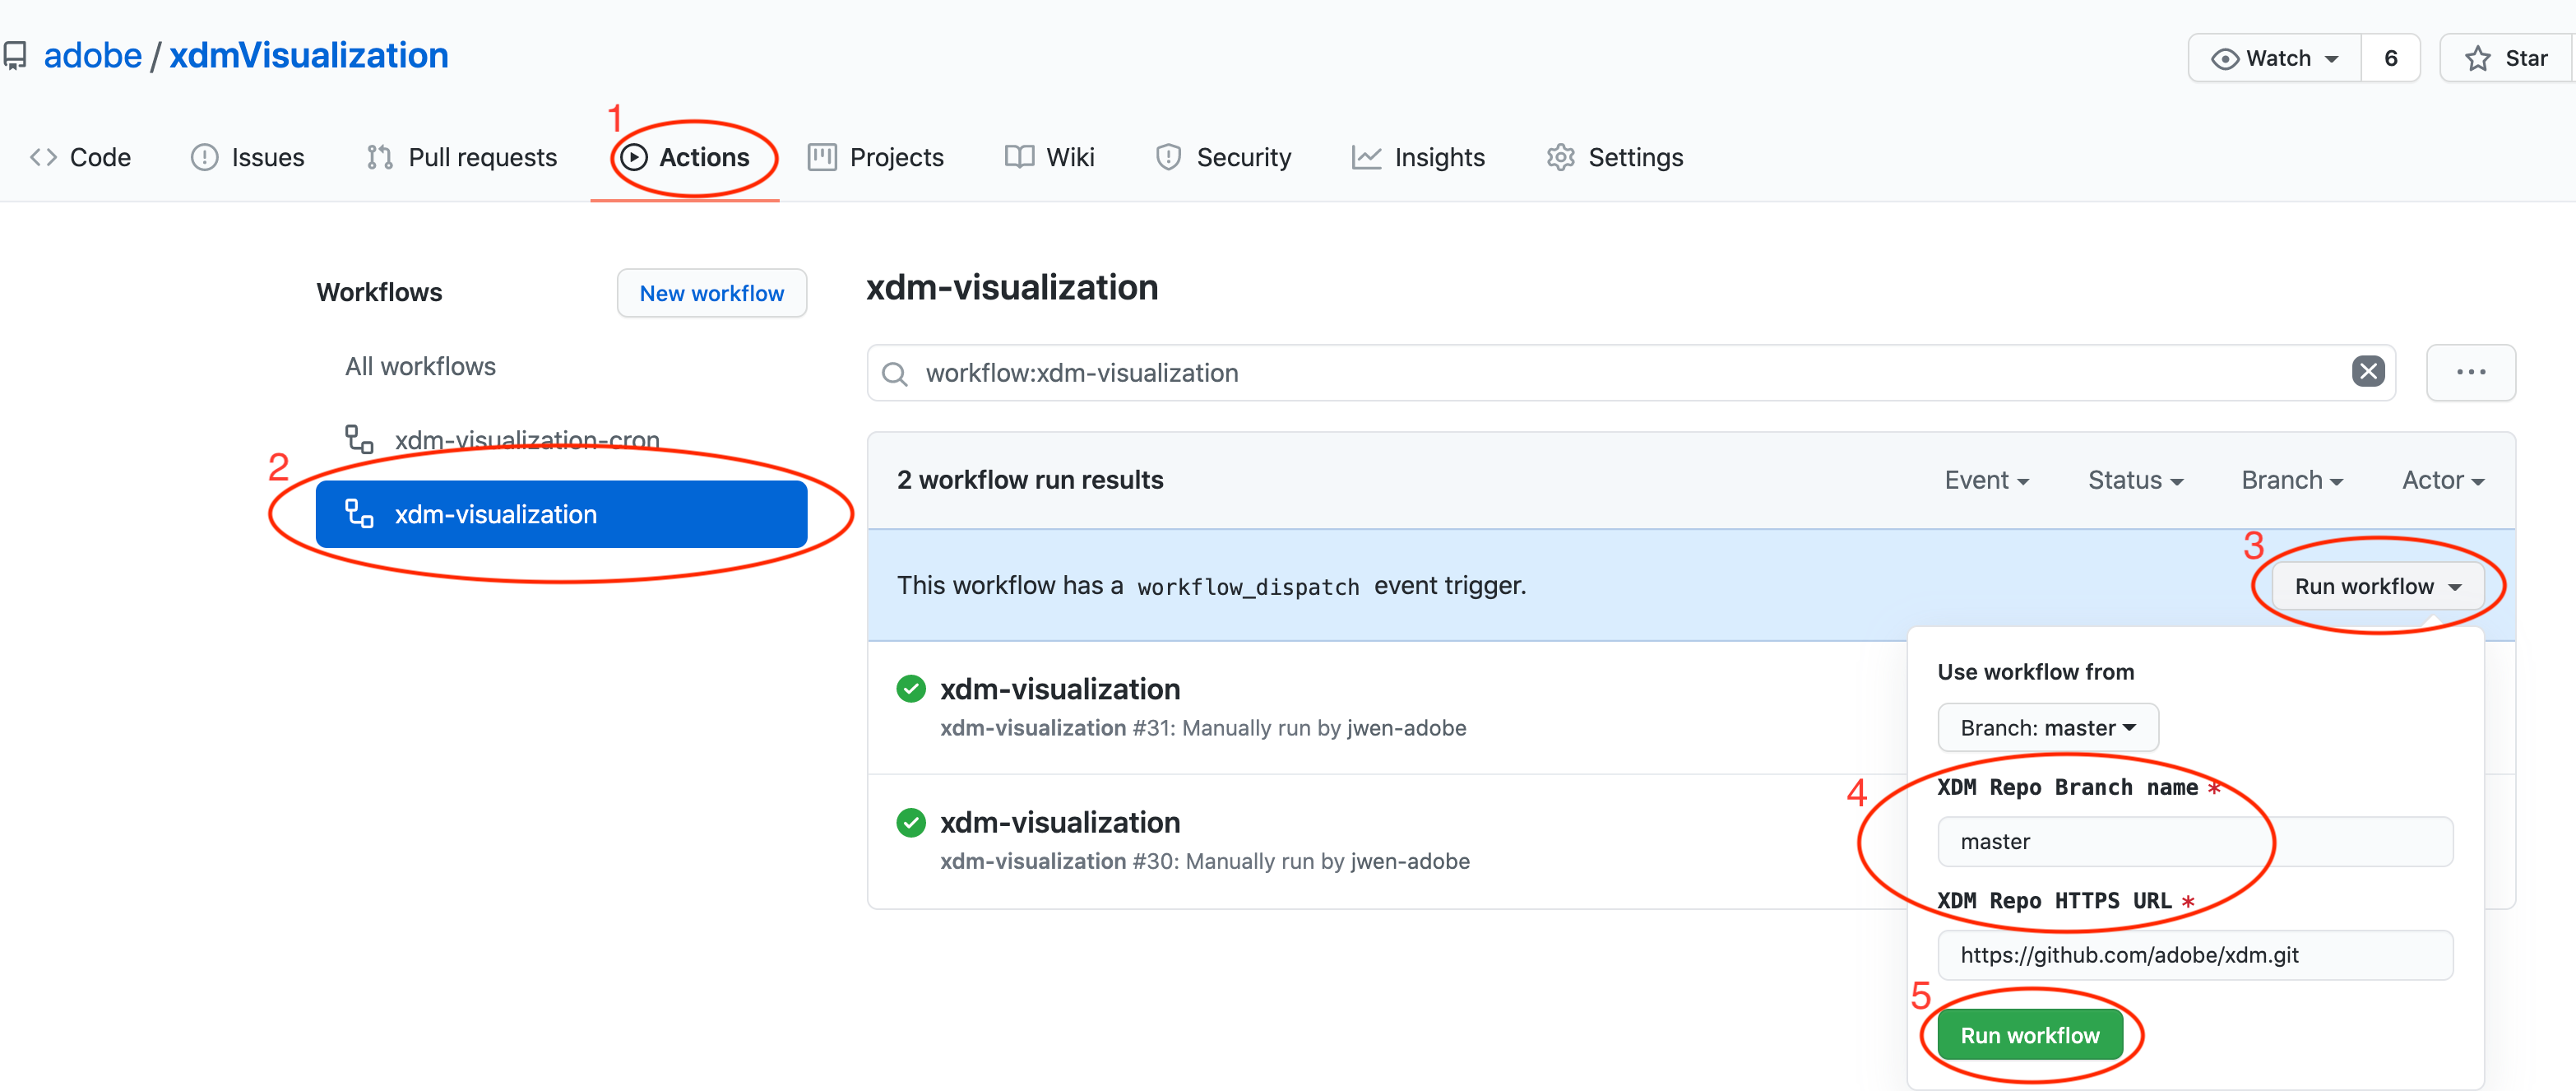 adobe / xdmVisualization
Watch 6 Star
1
Code Issues Pull requests Actions Projects Wiki Security Insights Settings
Workflows New workflow
All workflows
xdm-visualization-cron
2
xdm-visualization
xdm-visualization
workflow:xdm-visualization
2 workflow run results Event Status Branch Actor
3
This workflow has a workflow_dispatch event trigger. Run workflow
xdm-visualization
xdm-visualization #31: Manually run by jwen-adobe
xdm-visualization
xdm-visualization #30: Manually run by jwen-adobe
Use workflow from
Branch: master
4
XDM Repo Branch name *
master
XDM Repo HTTPS URL *
https://github.com/adobe/xdm.git
5
Run workflow